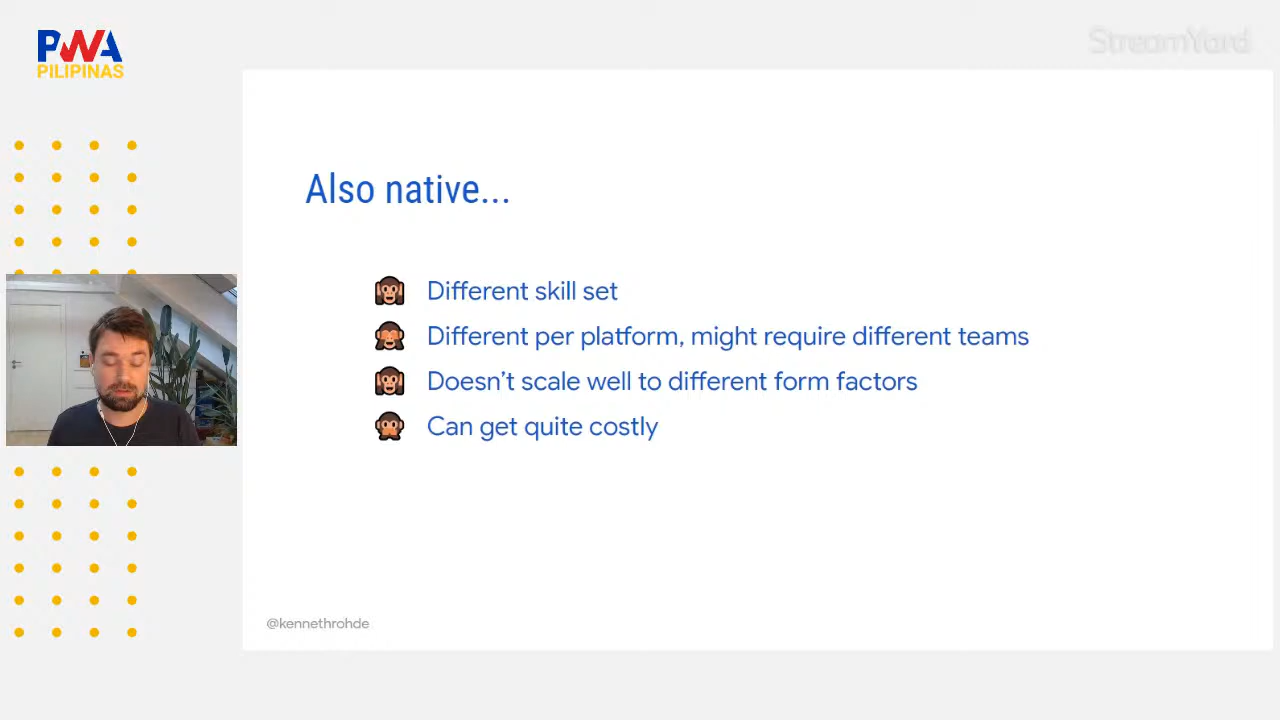 PWA
PILIPINAS
StreamYard
Also native...
Different skill set
Different per platform, might require different teams
Doesn't scale well to different form factors
Can get quite costly
@kennethrohde